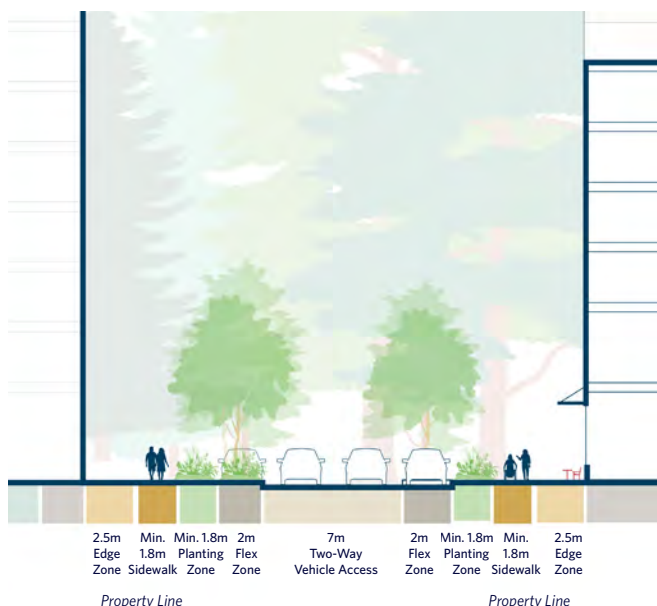 2.5m
Edge
Zone
Min.
1.8m
Sidewalk
Min. 1.8m
Planting
Zone
2m
Flex
Zone
7m
Two-Way
Vehicle Access
2m
Flex
Zone
Min. 1.8m
Planting
Zone
Min.
1.8m
Sidewalk
2.5m
Edge
Zone
Property Line
Property Line